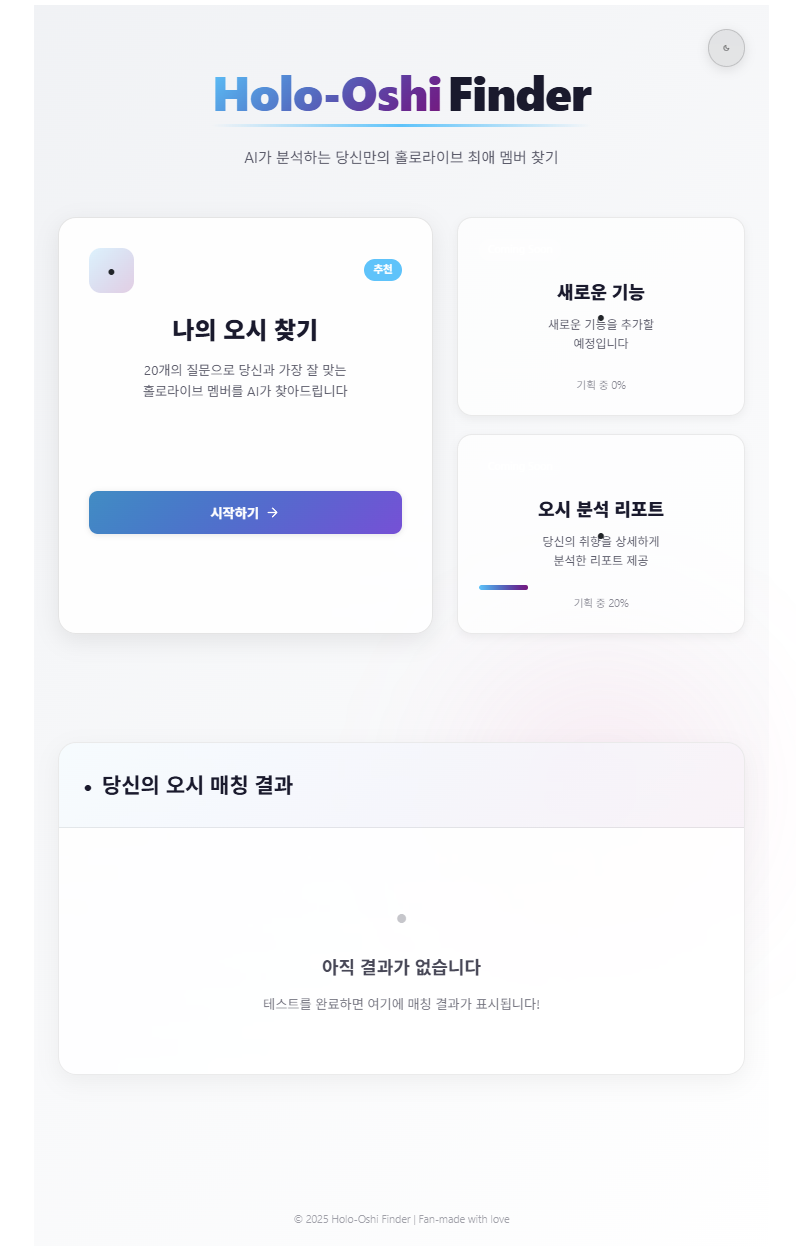 Holo-Oshi Finder
AI가 분석하는 당신만의 홀로라이브 최애 멤버 찾기
추천
나의 오시 찾기
20개의 질문으로 당신과 가장 잘 맞는
홀로라이브 멤버를 AI가 찾아드립니다
시작하기 →
새로운 기능
새로운 기능을 추가할
예정입니다
기획 중 0%
오시 분석 리포트
당신의 취향을 상세하게
분석한 리포트 제공
기획 중 20%
당신의 오시 매칭 결과
아직 결과가 없습니다
테스트를 완료하면 여기에 매칭 결과가 표시됩니다!
© 2025 Holo-Oshi Finder | Fan-made with love